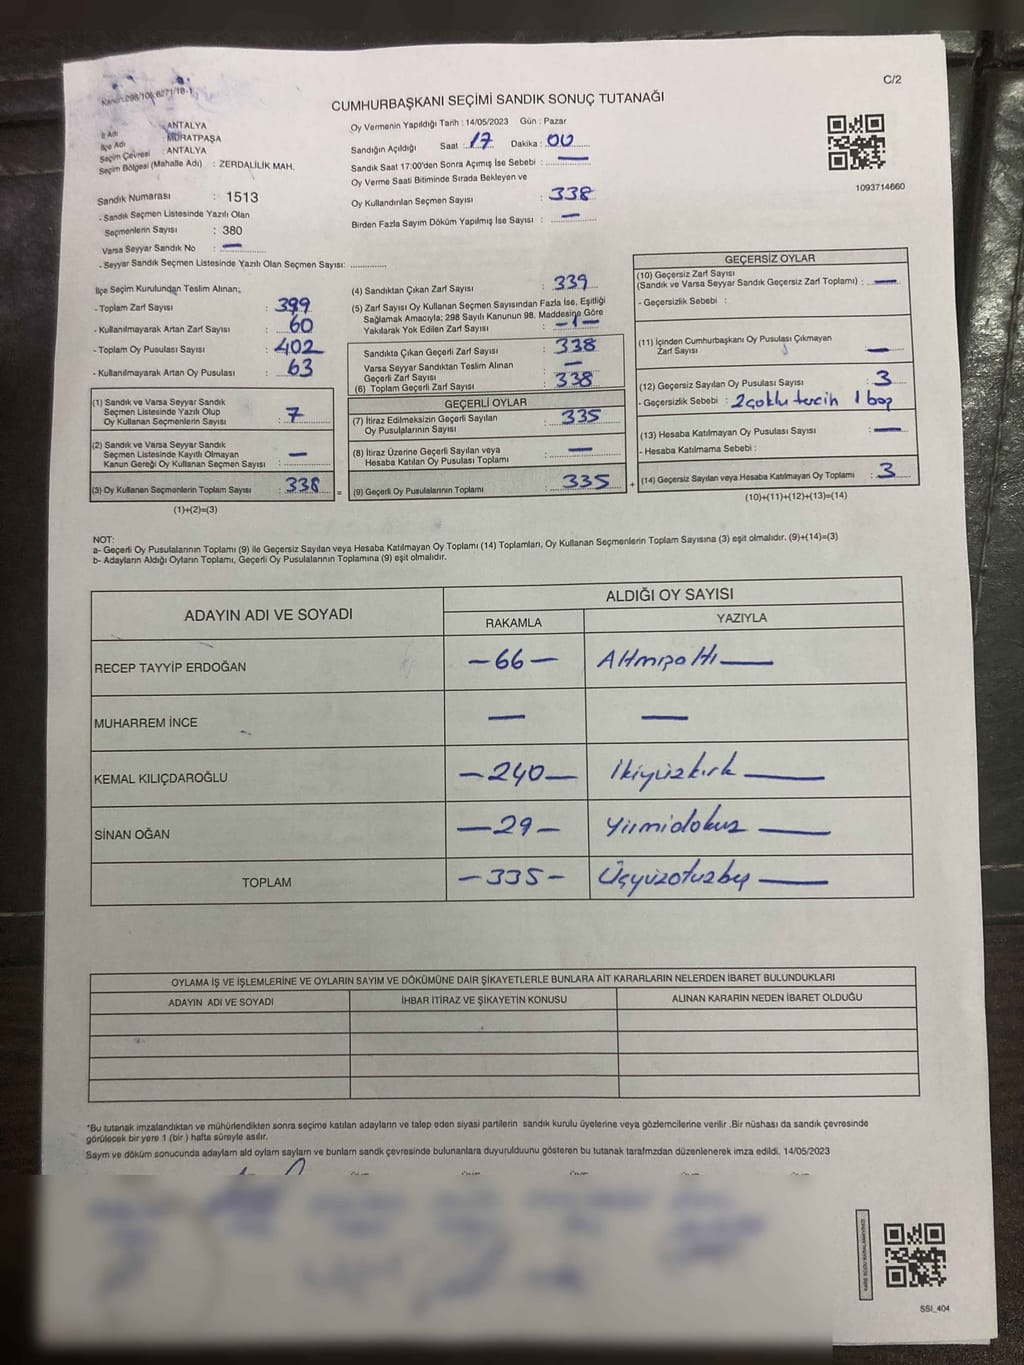 Kanun:298/106-6271/18-1
C/2
CUMHURBAŞKANI SEÇİMİ SANDIK SONUÇ TUTANAĞI
İl Adı : ANTALYA
İlçe Adı : MURATPAŞA
Seçim Çevresi : ANTALYA
Seçim Bölgesi (Mahalle Adı) : ZERDALİLİK MAH.
Sandık Numarası : 1513
- Sandık Seçmen Listesinde Yazılı Olan
Seçmenlerin Sayısı : 380
Varsa Seyyar Sandık No : —
- Seyyar Sandık Seçmen Listesinde Yazılı Olan Seçmen Sayısı: ............
Oy Vermenin Yapıldığı Tarih : 14/05/2023 Gün : Pazar
Sandığın Açıldığı Saat : 17 Dakika : 00
Sandık Saat 17:00'den Sonra Açımış İse Sebebi : —
Oy Verme Saati Bitiminde Sırada Bekleyen ve
Oy Kullandırılan Seçmen Sayısı : 338
Birden Fazla Sayım Döküm Yapılmış İse Sayısı : —
1093714660
İlçe Seçim Kurulundan Teslim Alınan;
- Toplam Zarf Sayısı : 399
- Kullanılmayarak Artan Zarf Sayısı : 60
- Toplam Oy Pusulası Sayısı : 402
- Kullanılmayarak Artan Oy Pusulası : 63
(1) Sandık ve Varsa Seyyar Sandık
Seçmen Listesinde Yazılı Olup
Oy Kullanan Seçmenlerin Sayısı : 7
(2) Sandık ve Varsa Seyyar Sandık
Seçmen Listesinde Kayıtlı Olmayan
Kanun Gereği Oy Kullanan Seçmen Sayısı : —
(3) Oy Kullanan Seçmenlerin Toplam Sayısı : 338
(1)+(2)=(3)
=
(4) Sandıktan Çıkan Zarf Sayısı : 339
(5) Zarf Sayısı Oy Kullanan Seçmen Sayısından Fazla İse, Eşitliği
Sağlamak Amacıyla; 298 Sayılı Kanunun 98. Maddesine Göre
Yakılarak Yok Edilen Zarf Sayısı : -1-
Sandıkta Çıkan Geçerli Zarf Sayısı : 338
Varsa Seyyar Sandıktan Teslim Alınan
Geçerli Zarf Sayısı : —
(6) Toplam Geçerli Zarf Sayısı : 338
GEÇERLİ OYLAR
(7) İtiraz Edilmeksizin Geçerli Sayılan
Oy Pusulalarının Sayısı : 335
(8) İtiraz Üzerine Geçerli Sayılan veya
Hesaba Katılan Oy Pusulası Toplamı : —
(9) Geçerli Oy Pusulalarının Toplamı : 335
+
GEÇERSİZ OYLAR
(10) Geçersiz Zarf Sayısı
(Sandık ve Varsa Seyyar Sandık Geçersiz Zarf Toplamı) : —
- Geçersizlik Sebebi :
(11) İçinden Cumhurbaşkanı Oy Pusulası Çıkmayan
Zarf Sayısı —
(12) Geçersiz Sayılan Oy Pusulası Sayısı : 3
- Geçersizlik Sebebi : 2 çoklu tercih 1 boş
(13) Hesaba Katılmayan Oy Pusulası Sayısı : —
- Hesaba Katılmama Sebebi :
(14) Geçersiz Sayılan veya Hesaba Katılmayan Oy Toplamı : 3
(10)+(11)+(12)+(13)=(14)
NOT:
a- Geçerli Oy Pusulalarının Toplamı (9) ile Geçersiz Sayılan veya Hesaba Katılmayan Oy Toplamı (14) Toplamları, Oy Kullanan Seçmenlerin Toplam Sayısına (3) eşit olmalıdır. (9)+(14)=(3)
b- Adayların Aldığı Oyların Toplamı, Geçerli Oy Pusulalarının Toplamına (9) eşit olmalıdır.
ADAYIN ADI VE SOYADI
ALDIĞI OY SAYISI
RAKAMLA YAZIYLA
RECEP TAYYİP ERDOĞAN —66— Altmışaltı—
MUHARREM İNCE — —
KEMAL KILIÇDAROĞLU —240— İkiyüzkırk—
SİNAN OĞAN —29— Yirmidokuz—
TOPLAM —335— Üçyüzotuzbeş—
OYLAMA İŞ VE İŞLEMLERİNE VE OYLARIN SAYIM VE DÖKÜMÜNE DAİR ŞİKAYETLERLE BUNLARA AİT KARARLARIN NELERDEN İBARET BULUNDUKLARI
ADAYIN ADI VE SOYADI İHBAR İTİRAZ VE ŞİKAYETİN KONUSU ALINAN KARARIN NEDEN İBARET OLDUĞU
*Bu tutanak imzalandıktan ve mühürlendikten sonra seçime katılan adayların ve talep eden siyasi partilerin sandık kurulu üyelerine veya gözlemcilerine verilir .Bir nüshası da sandık çevresinde
görülecek bir yere 1 (bir ) hafta süreyle asılır.
Saym ve döküm sonucunda adaylam ald oylam saylam ve bunlam sandk çevresinde bulunanlara duyurulduunu gösteren bu tutanak tarafmzdan düzenlenerek imza edildi. 14/05/2023
SSI_404